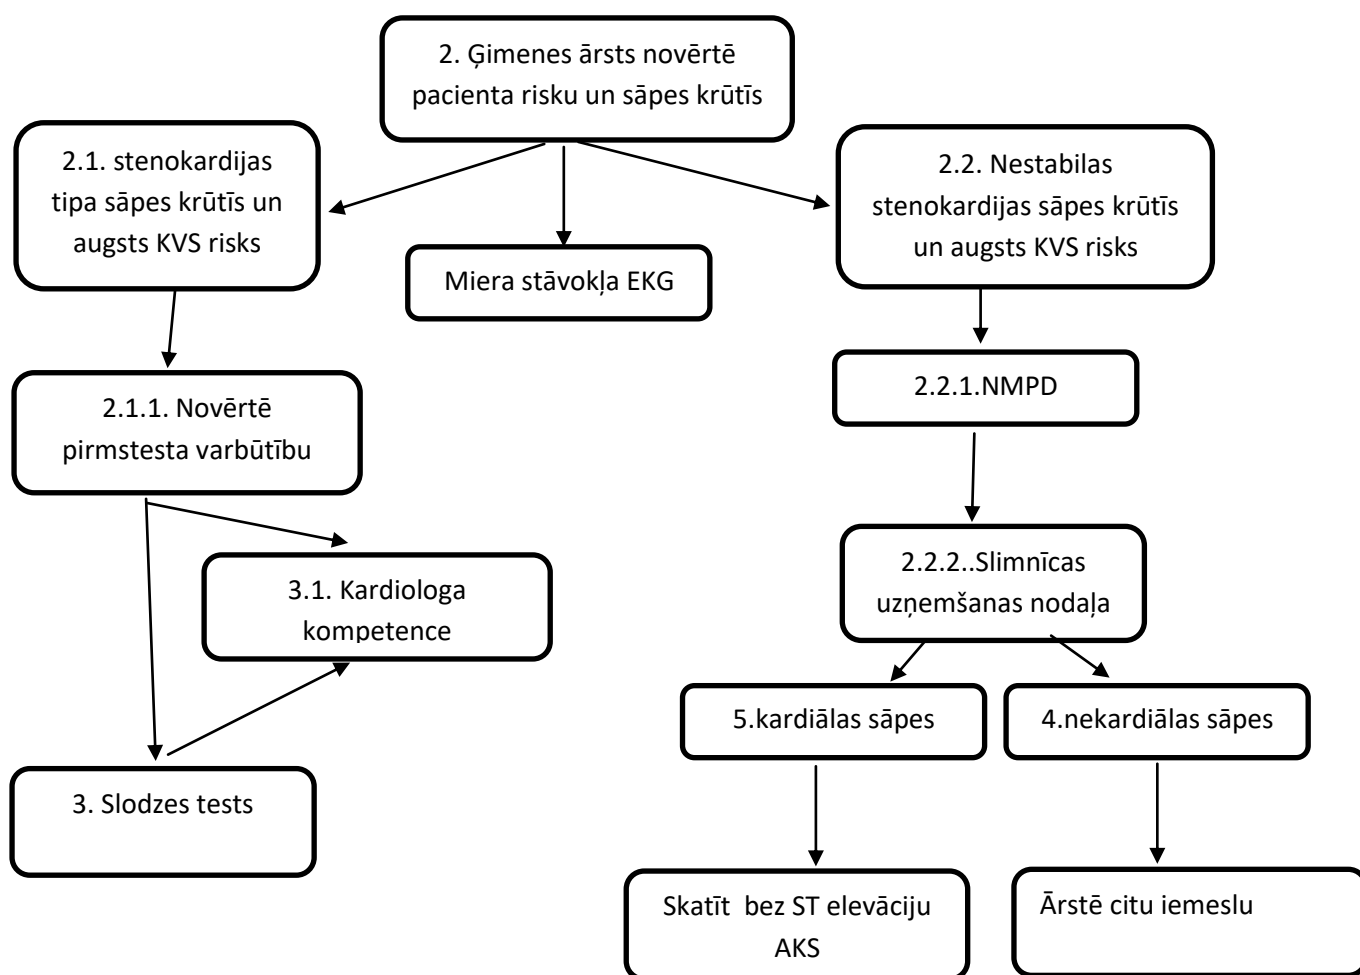 2. Ģimenes ārsts novērtē
pacienta risku un sāpes krūtīs
2.1. stenokardijas
tipa sāpes krūtīs un
augsts KVS risks
Miera stāvokļa EKG
2.2. Nestabilas
stenokardijas sāpes krūtīs
un augsts KVS risks
2.1.1. Novērtē
pirmstesta varbūtību
2.2.1.NMPD
3.1. Kardiologa
kompetence
2.2.2..Slimnīcas
uzņemšanas nodaļa
3. Slodzes tests
5.kardiālas sāpes
4.nekardiālas sāpes
Skatīt bez ST elevāciju
AKS
Ārstē citu iemeslu